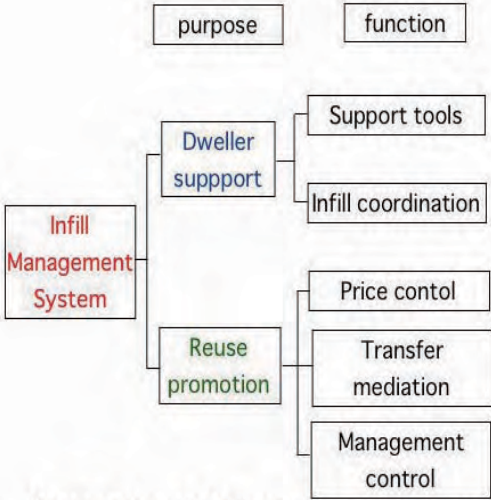 purpose
function
Infill
Management
System
Dweller
suppport
Support tools
Infill coordination
Reuse
promotion
Price contol
Transfer
mediation
Management
control